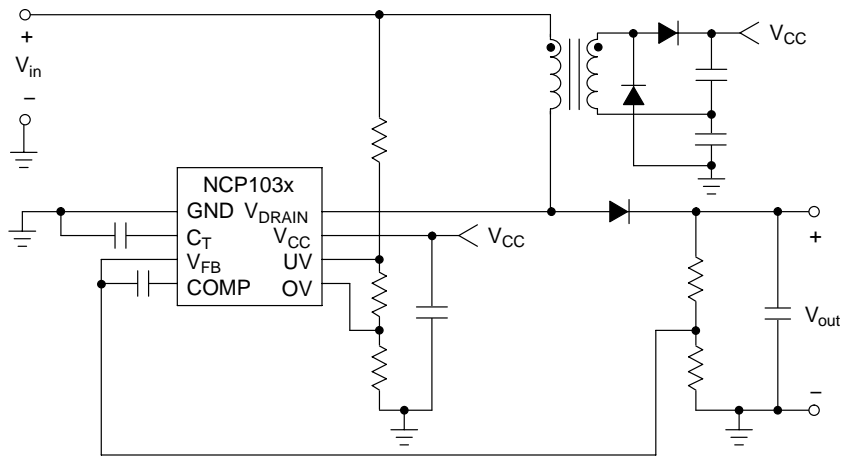 +
V_in
−
V_CC
NCP103x
GND V_DRAIN
C_T V_CC
V_FB UV
COMP OV
V_CC
+
V_out
−